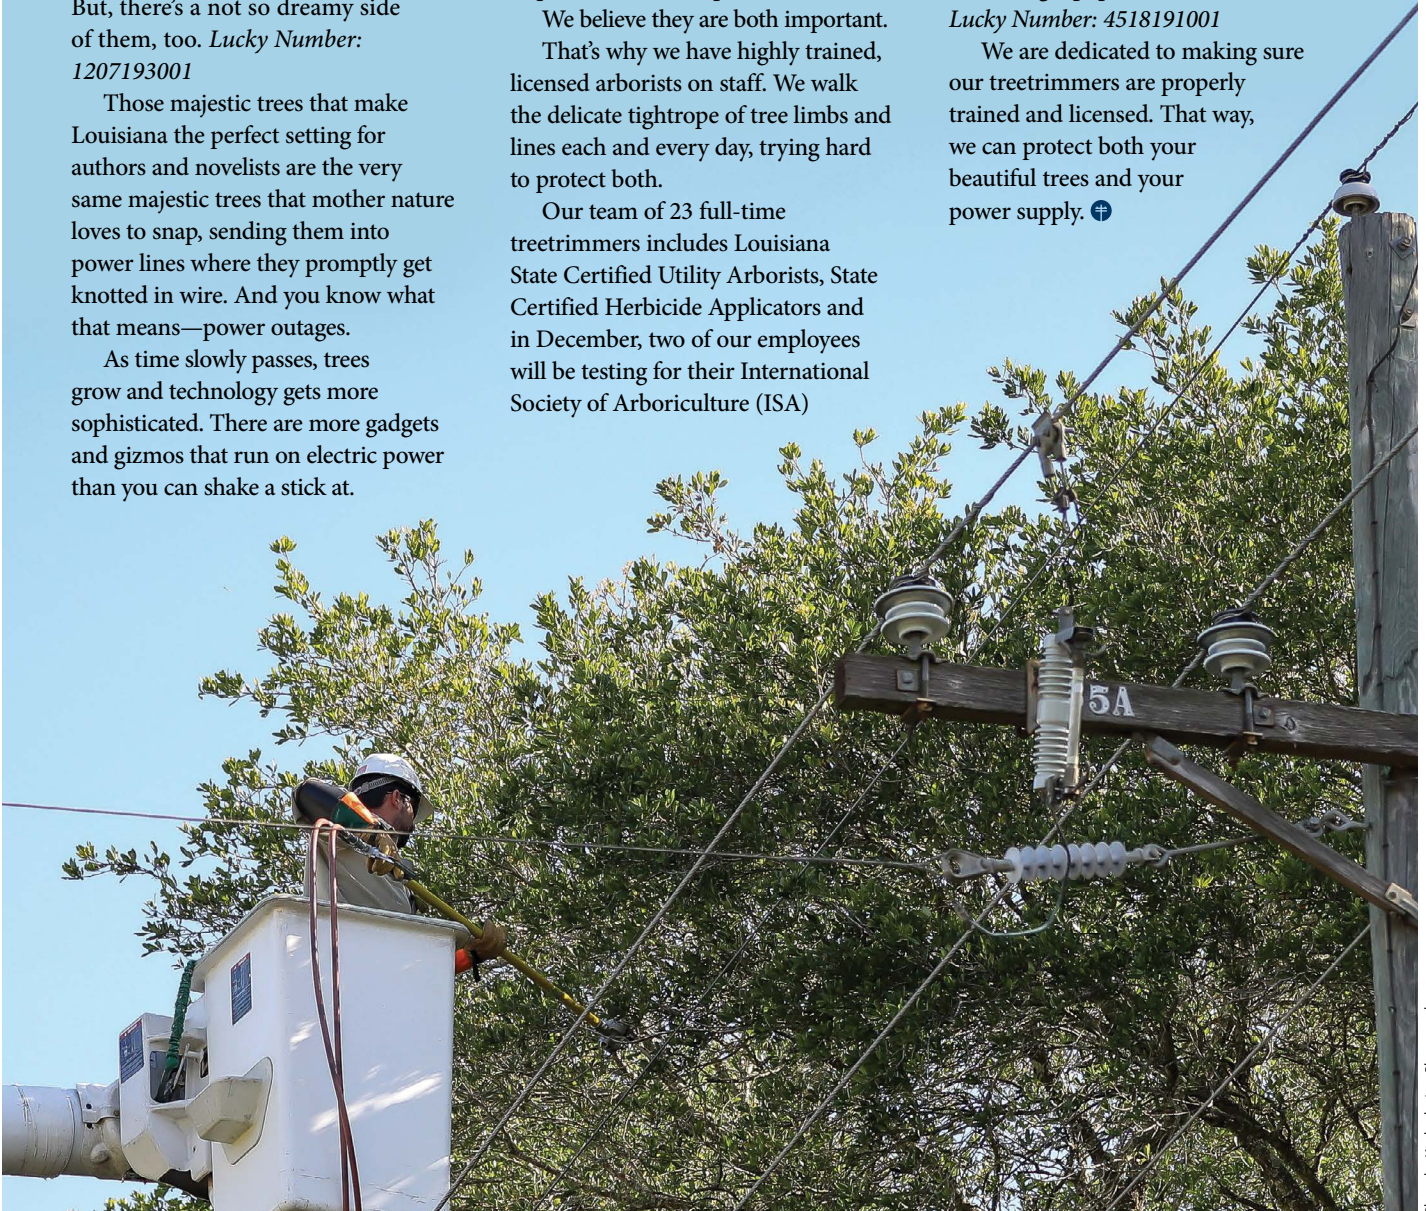 But, there's a not so dreamy side
of them, too. Lucky Number:
1207193001
Those majestic trees that make
Louisiana the perfect setting for
authors and novelists are the very
same majestic trees that mother nature
loves to snap, sending them into
power lines where they promptly get
knotted in wire. And you know what
that means—power outages.
As time slowly passes, trees
grow and technology gets more
sophisticated. There are more gadgets
and gizmos that run on electric power
than you can shake a stick at.
We believe they are both important.
That's why we have highly trained,
licensed arborists on staff. We walk
the delicate tightrope of tree limbs and
lines each and every day, trying hard
to protect both.
Our team of 23 full-time
treetrimmers includes Louisiana
State Certified Utility Arborists, State
Certified Herbicide Applicators and
in December, two of our employees
will be testing for their International
Society of Arboriculture (ISA)
Lucky Number: 4518191001
We are dedicated to making sure
our treetrimmers are properly
trained and licensed. That way,
we can protect both your
beautiful trees and your
power supply.
5A